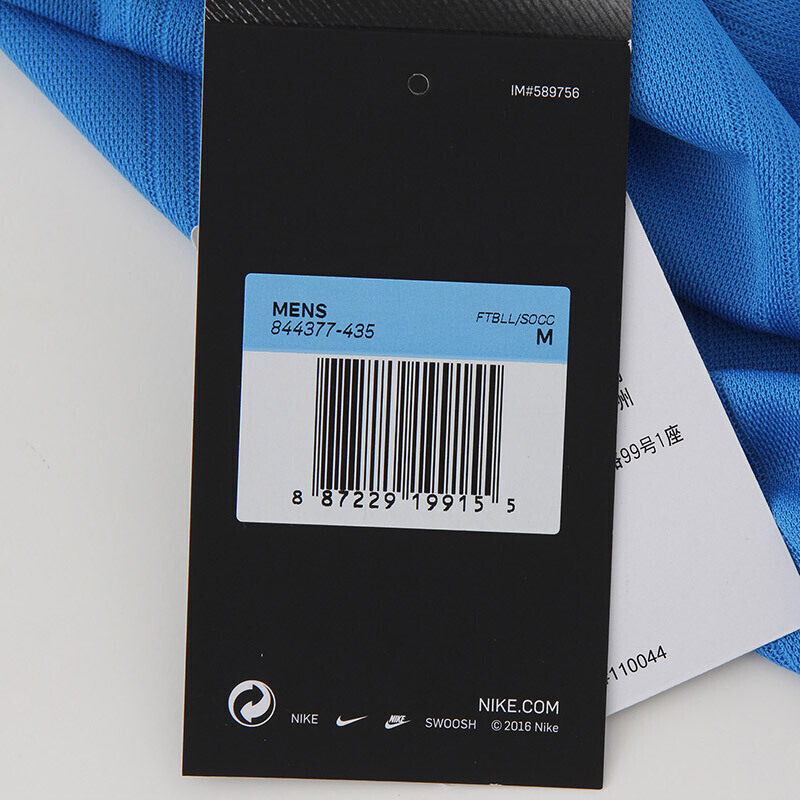 IM#589756
MENS
844377-435
FTBLL/SOCC
M
8 87229 19915 5
州
99号1座
110044
NIKE.COM
NIKE NIKE SWOOSH © 2016 Nike